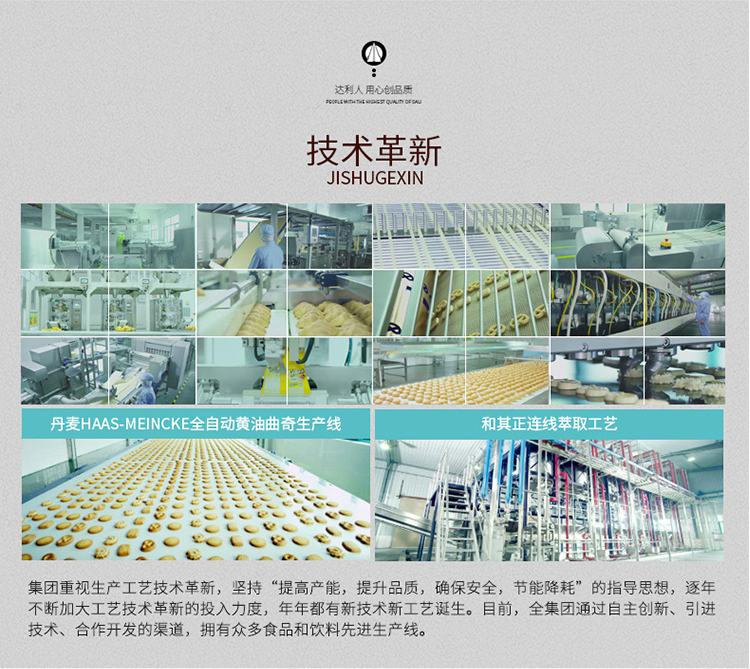 达利人 用心创品质
PEOPLE WITH THE HIGHEST QUALITY OF DALI
技术革新
JISHUGEXIN
丹麦HAAS-MEINCKE全自动黄油曲奇生产线
和其正连线萃取工艺
集团重视生产工艺技术革新，坚持“提高产能，提升品质，确保安全，节能降耗”的指导思想，逐年
不断加大工艺技术革新的投入力度，年年都有新技术新工艺诞生。目前，全集团通过自主创新、引进
技术、合作开发的渠道，拥有众多食品和饮料先进生产线。